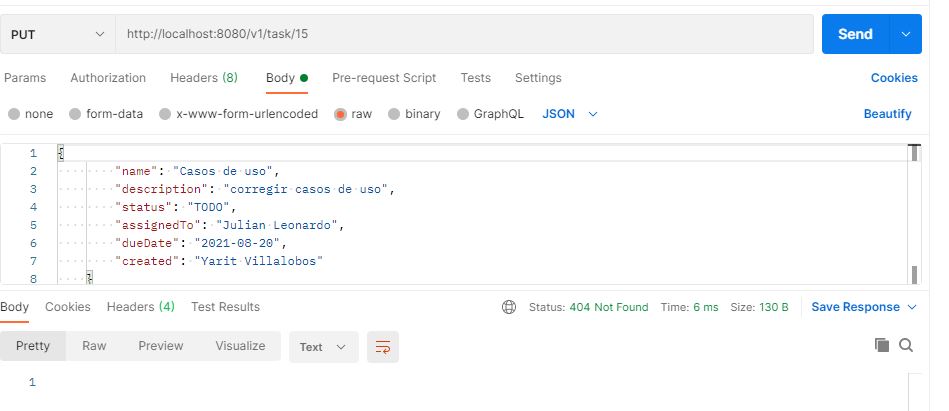 PUT http://localhost:8080/v1/task/15 Send
Params Authorization Headers (8) Body Pre-request Script Tests Settings Cookies
none form-data x-www-form-urlencoded raw binary GraphQL JSON Beautify
1 {
2 "name": "Casos de uso",
3 "description": "corregir casos de uso",
4 "status": "TODO",
5 "assignedTo": "Julian Leonardo",
6 "dueDate": "2021-08-20",
7 "created": "Yarit Villalobos"
8 }
Body Cookies Headers (4) Test Results Status: 404 Not Found Time: 6 ms Size: 130 B Save Response
Pretty Raw Preview Visualize Text
1